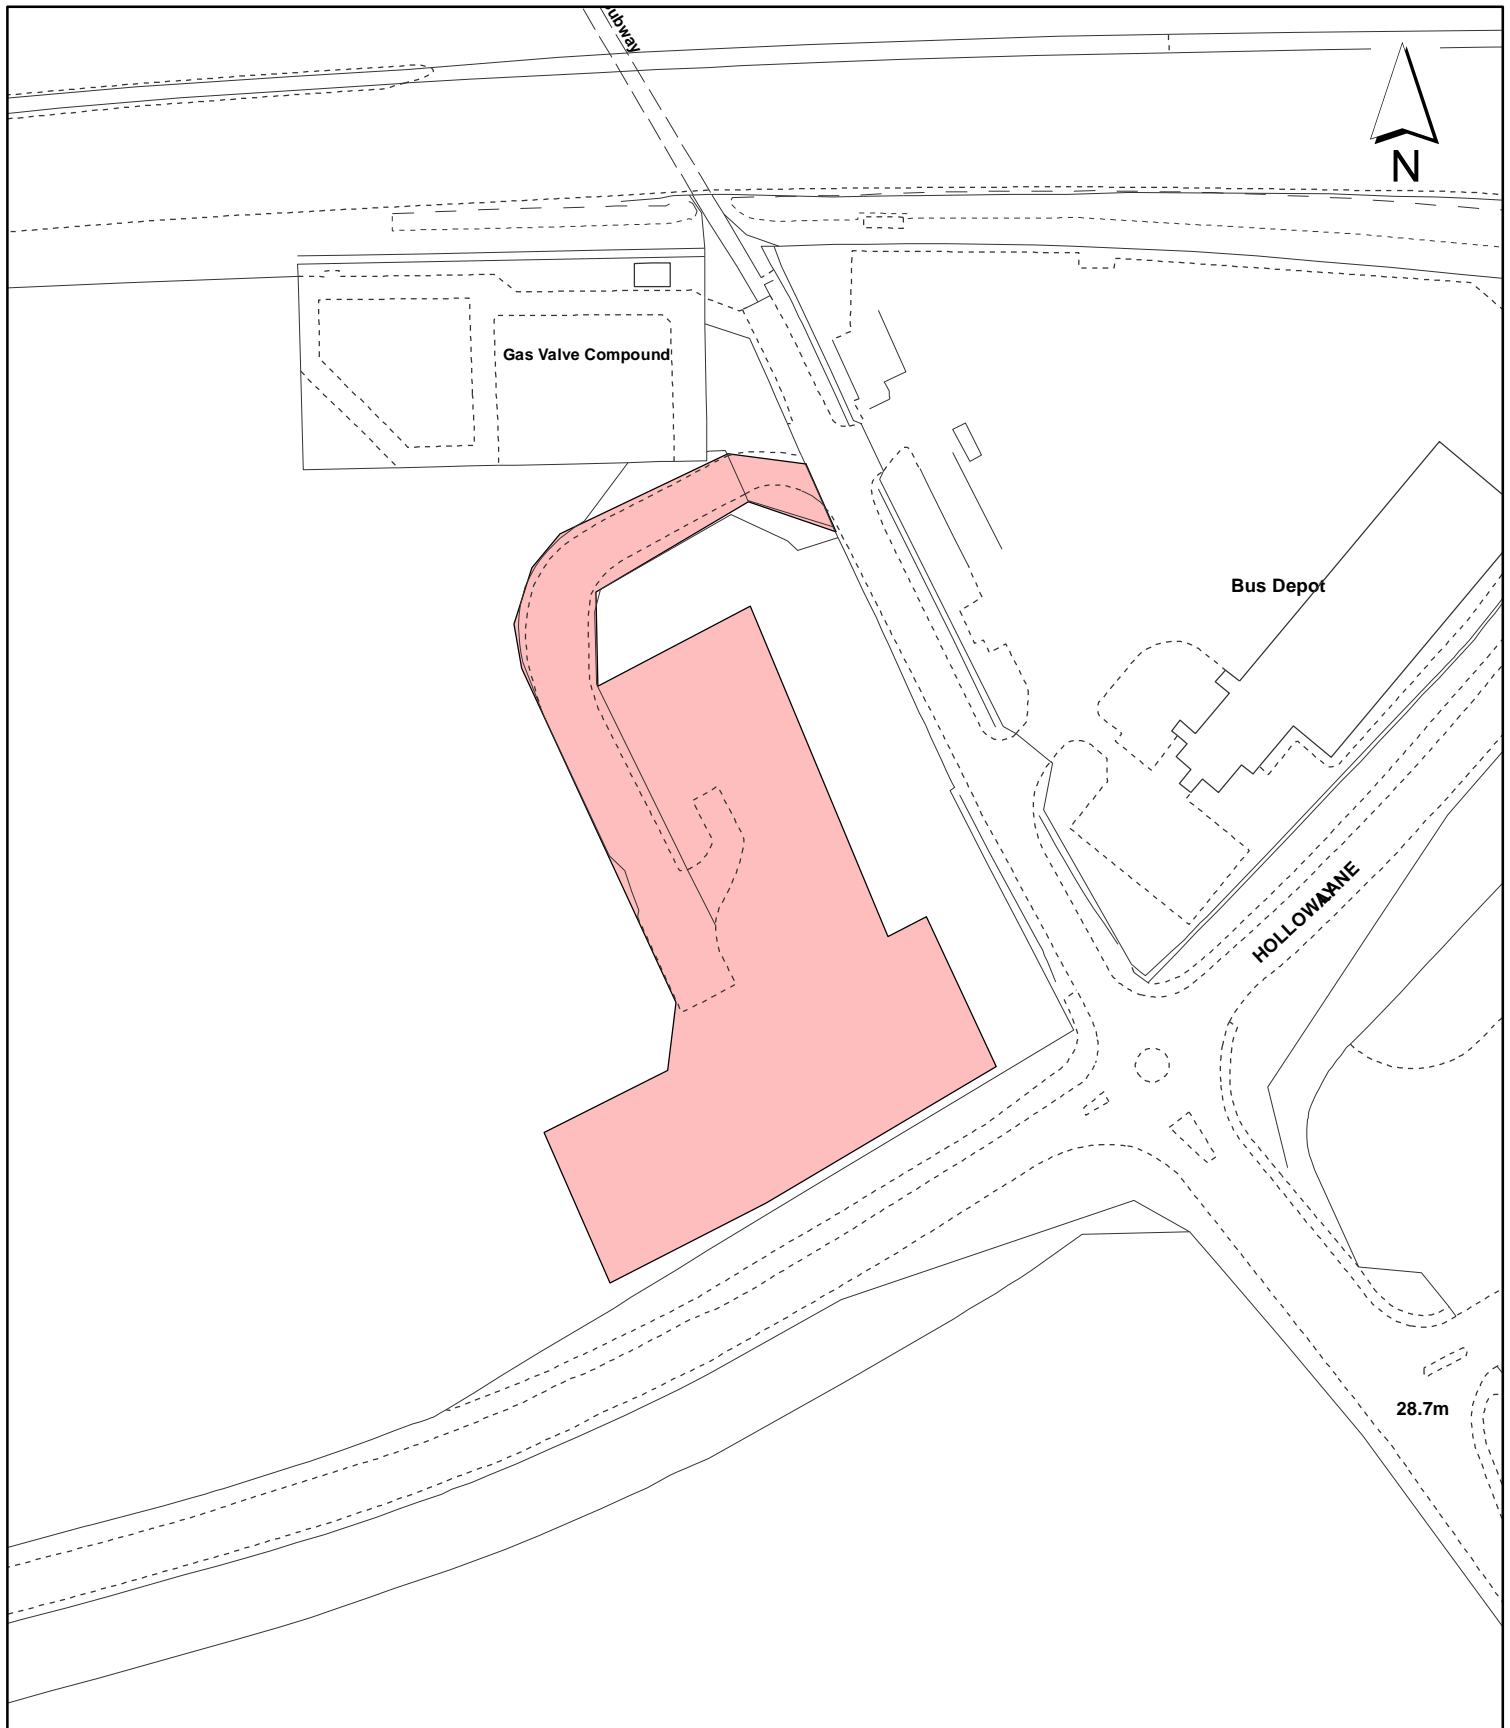 Subway
N
Gas Valve Compound
Bus Depot
HOLLOWAY LANE
28.7m